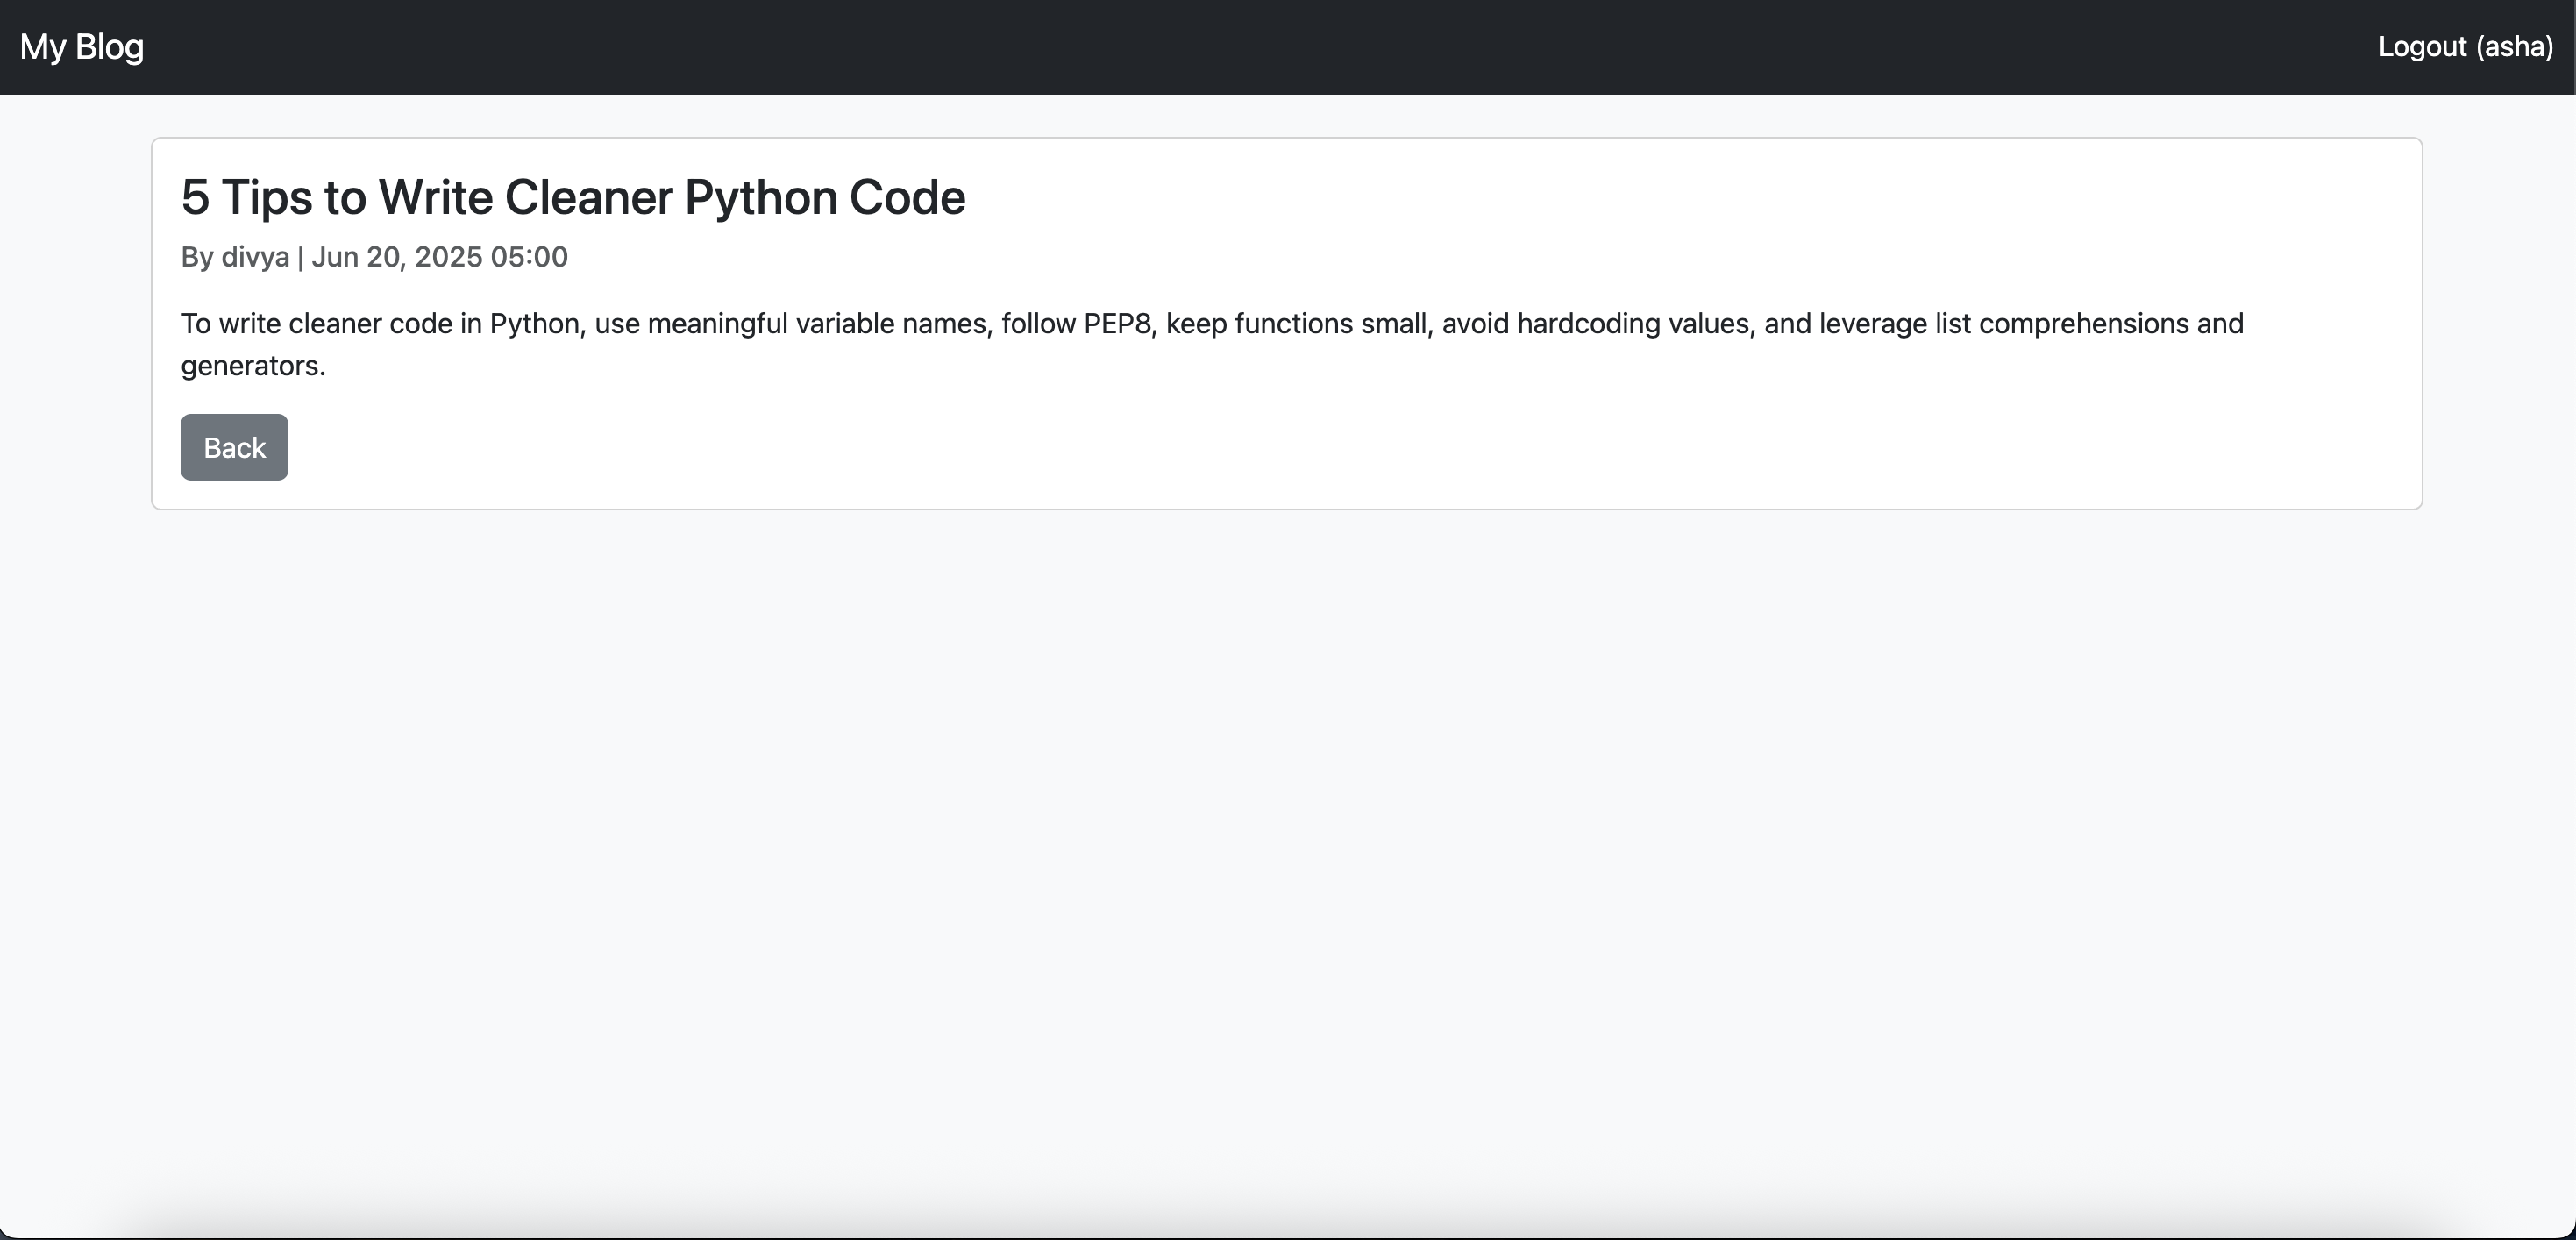 My Blog
Logout (asha)
5 Tips to Write Cleaner Python Code
By divya | Jun 20, 2025 05:00
To write cleaner code in Python, use meaningful variable names, follow PEP8, keep functions small, avoid hardcoding values, and leverage list comprehensions and
generators.
Back